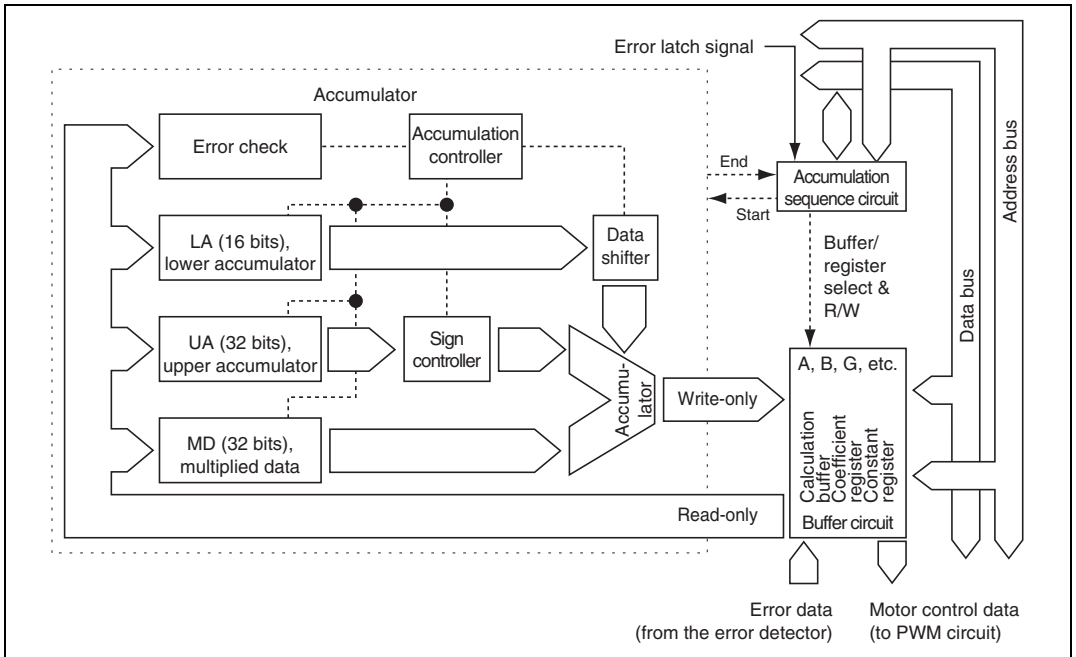 Error latch signal
Accumulator
Error check
Accumulation
controller
End
Start
Accumulation
sequence circuit
Address bus
LA (16 bits),
lower accumulator
Data
shifter
Buffer/
register
select &
R/W
Data bus
UA (32 bits),
upper accumulator
Sign
controller
Accumu-
lator
Write-only
A, B, G, etc.
Calculation
buffer
Coefficient
register
Constant
register
Buffer circuit
MD (32 bits),
multiplied data
Read-only
Error data
(from the error detector)
Motor control data
(to PWM circuit)